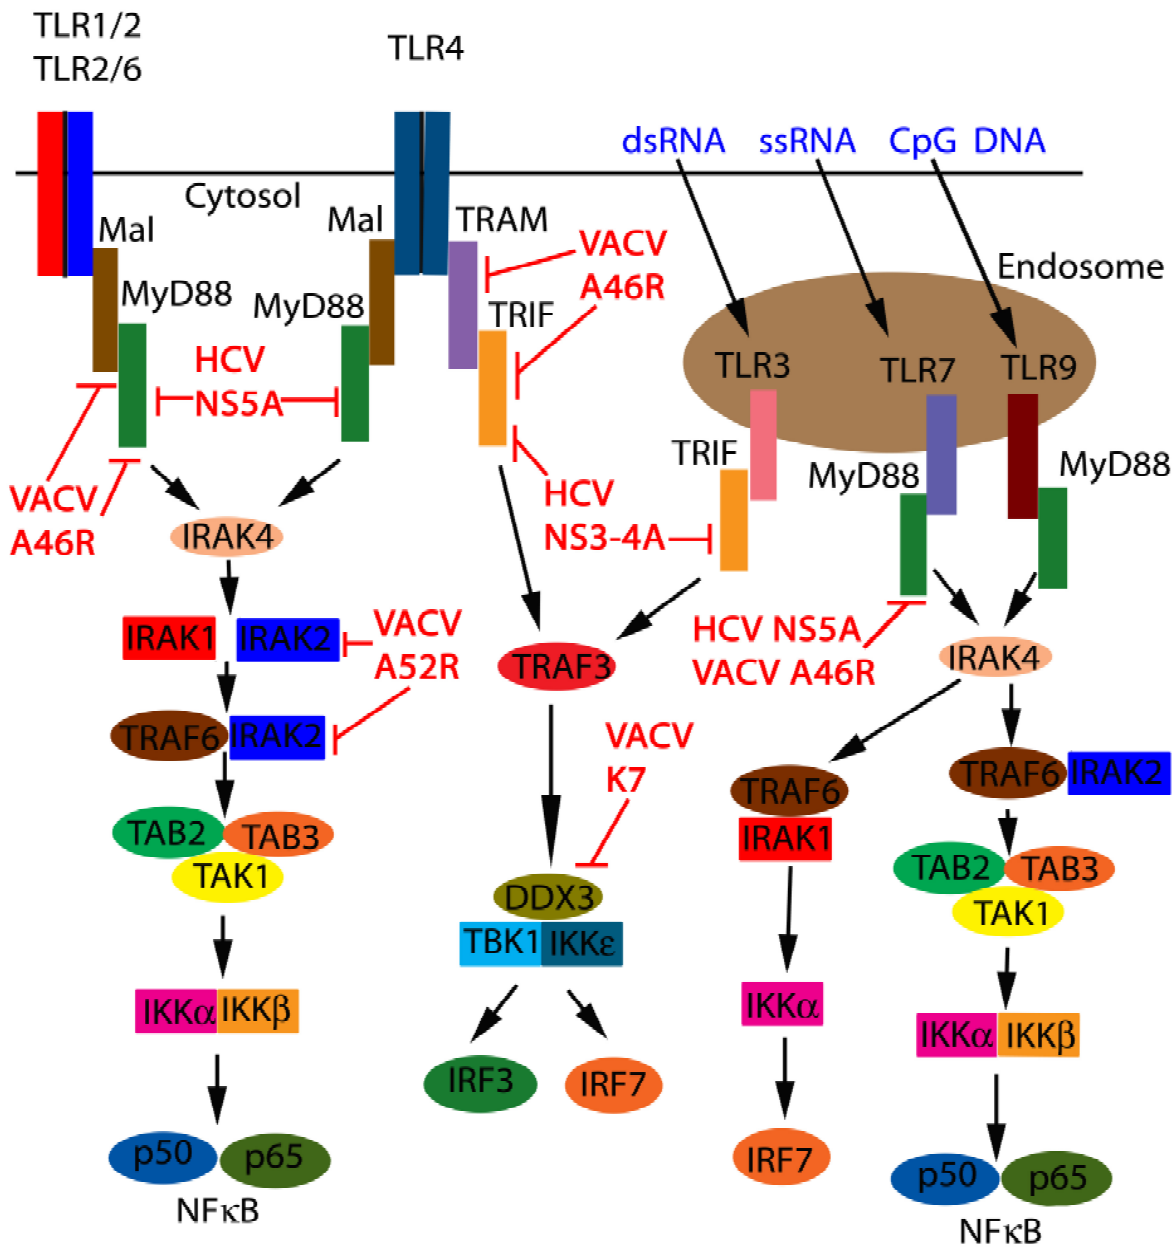 TLR1/2
TLR2/6
TLR4
dsRNA
ssRNA
CpG DNA
Cytosol
Mal
Mal
TRAM
VACV
A46R
Endosome
MyD88
MyD88
TRIF
HCV
NS5A
TLR3
TLR7
TLR9
TRIF
MyD88
MyD88
VACV
A46R
HCV
NS3-4A
IRAK4
IRAK1
IRAK2
VACV
A52R
TRAF3
HCV NS5A
VACV A46R
IRAK4
TRAF6
IRAK2
VACV
K7
TRAF6
IRAK1
TRAF6
IRAK2
TAB2
TAB3
TAK1
DDX3
TBK1
IKKε
TAB2
TAB3
TAK1
IKKα
IKKβ
IKKα
IKKα
IKKβ
IRF3
IRF7
p50
p65
NFκB
IRF7
p50
p65
NFκB